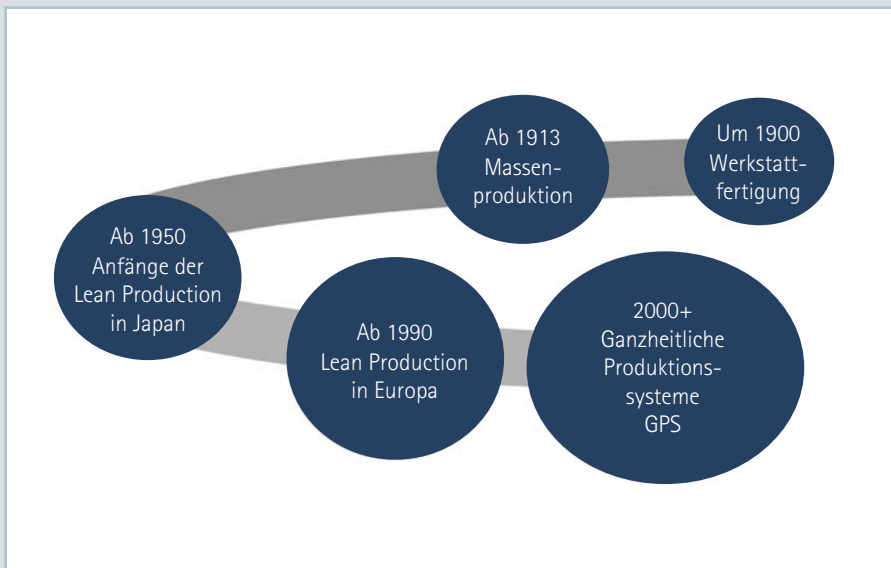 Um 1900
Werkstatt-
fertigung
Ab 1913
Massen-
produktion
Ab 1950
Anfänge der
Lean Production
in Japan
Ab 1990
Lean Production
in Europa
2000+
Ganzheitliche
Produktions-
systeme
GPS